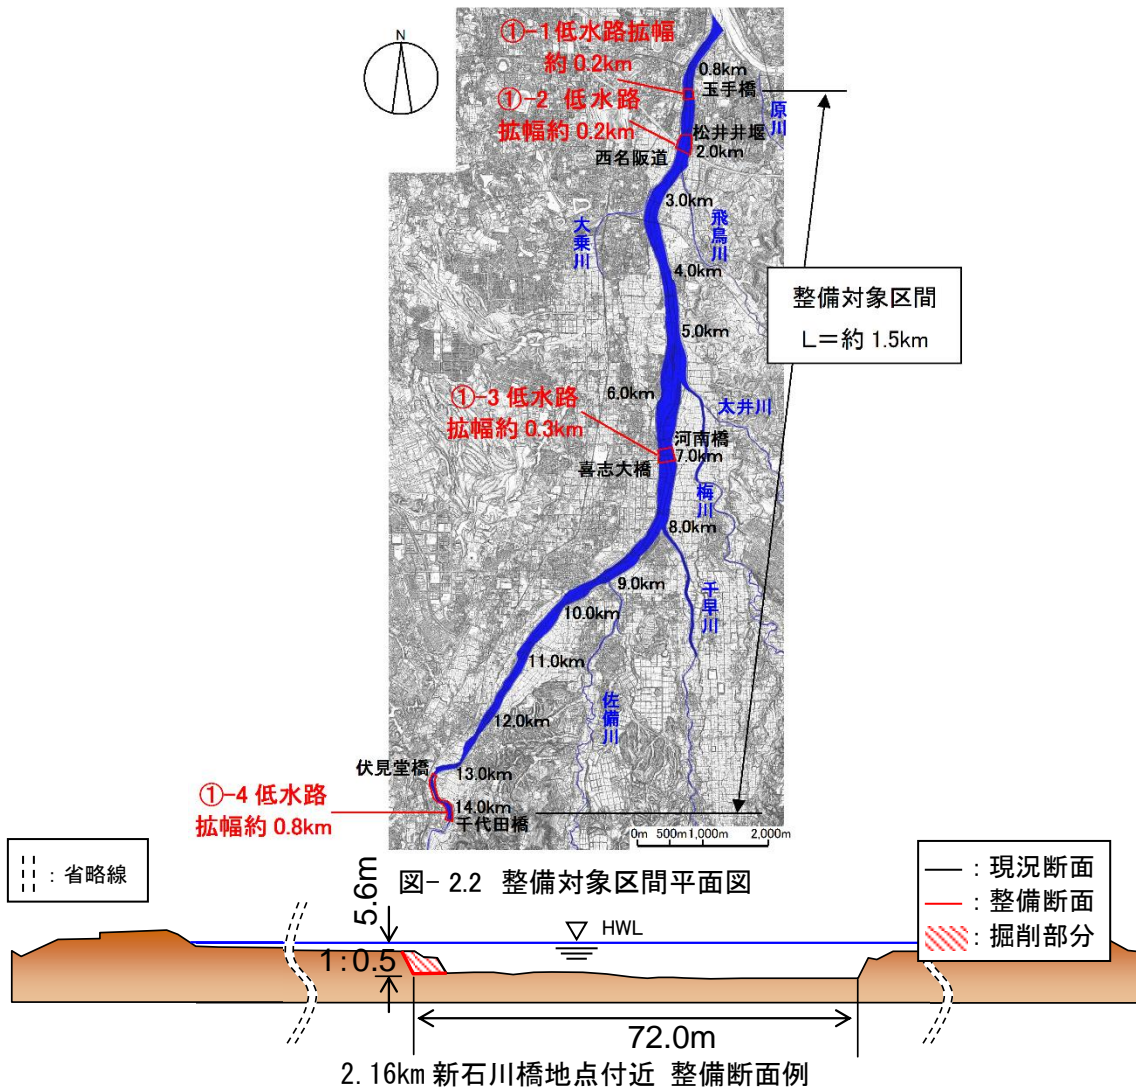 ①-1 低水路拡幅
約 0.2km
N
0.8km
玉手橋
①-2 低水路
拡幅約 0.2km
原川
松井井堰
2.0km
西名阪道
3.0km
大乗川
飛鳥川
4.0km
整備対象区間
L=約 1.5km
5.0km
6.0km
①-3 低水路
拡幅約 0.3km
太井川
河南橋
7.0km
喜志大橋
梅川
8.0km
9.0km
千早川
10.0km
11.0km
佐備川
12.0km
伏見堂橋
13.0km
①-4 低水路
拡幅約 0.8km
14.0km
千代田橋
0m 500m 1,000m 2,000m
図- 2.2 整備対象区間平面図
：省略線
：現況断面
：整備断面
：掘削部分
5.6m
HWL
1:0.5
72.0m
2.16km 新石川橋地点付近 整備断面例